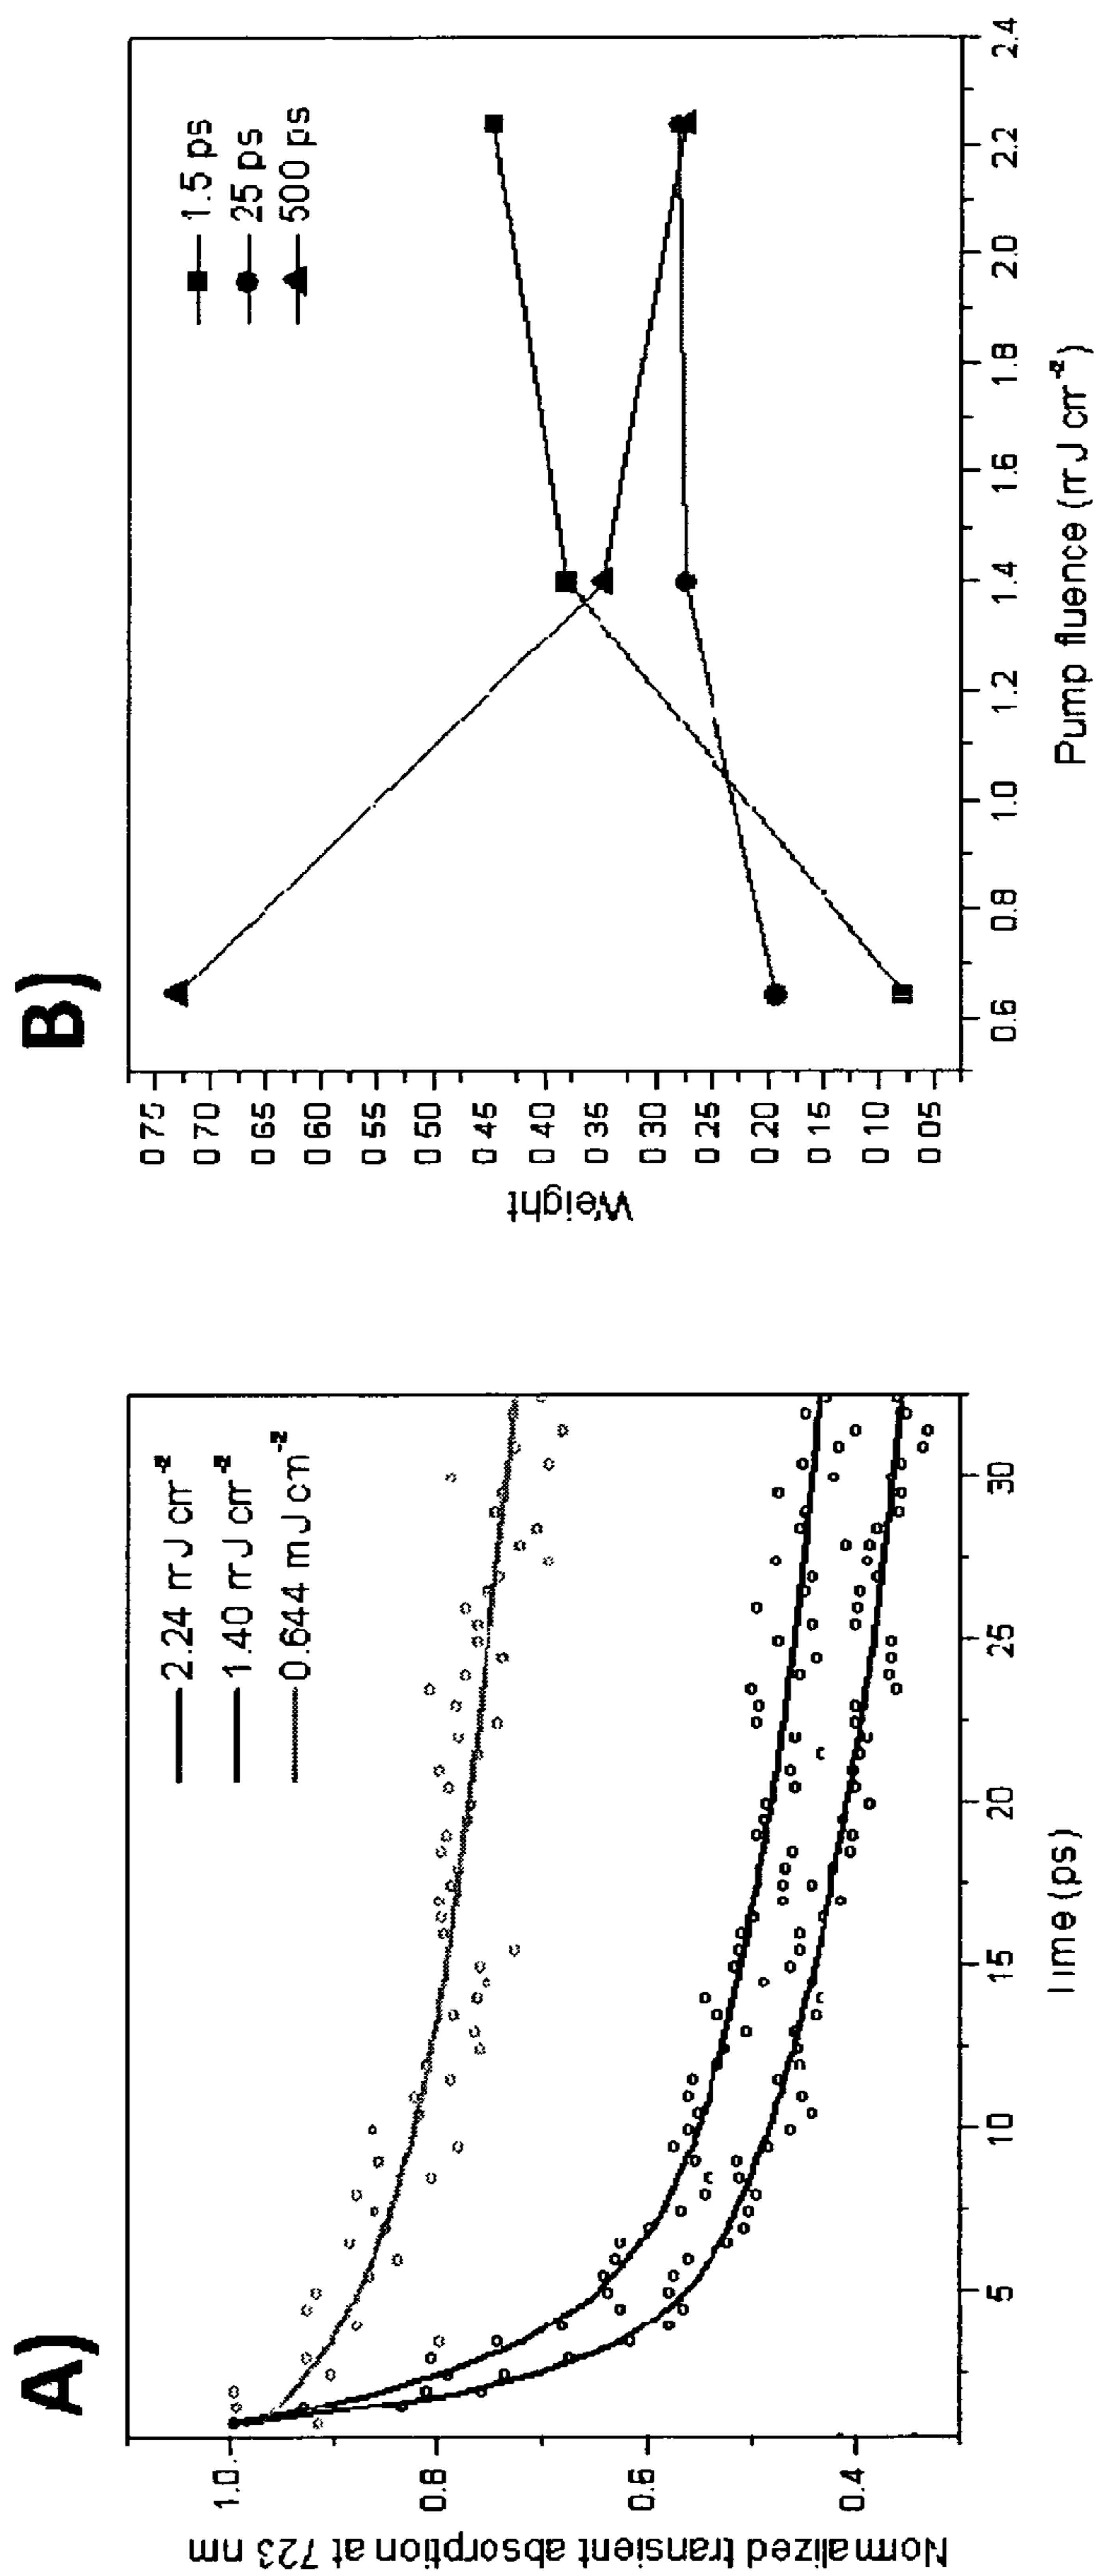 A)
Normalized transient absorption at 723 nm
1.0
0.8
0.6
0.4
2.24 mJ cm-2
1.40 mJ cm-2
0.644 mJ cm-2
5
10
15
20
25
30
Time (ps)
B)
Weight
0.75
0.70
0.65
0.60
0.55
0.50
0.45
0.40
0.35
0.30
0.25
0.20
0.15
0.10
0.05
1.5 ps
25 ps
500 ps
0.6
0.8
1.0
1.2
1.4
1.6
1.8
2.0
2.2
2.4
Pump fluence (mJ cm-2)